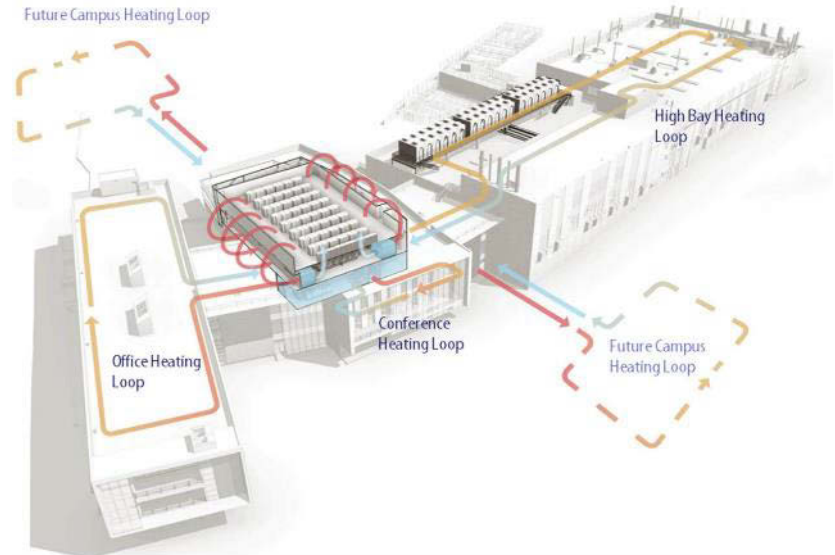 Future Campus Heating Loop
High Bay Heating
Loop
Conference
Heating Loop
Office Heating
Loop
Future Campus
Heating Loop